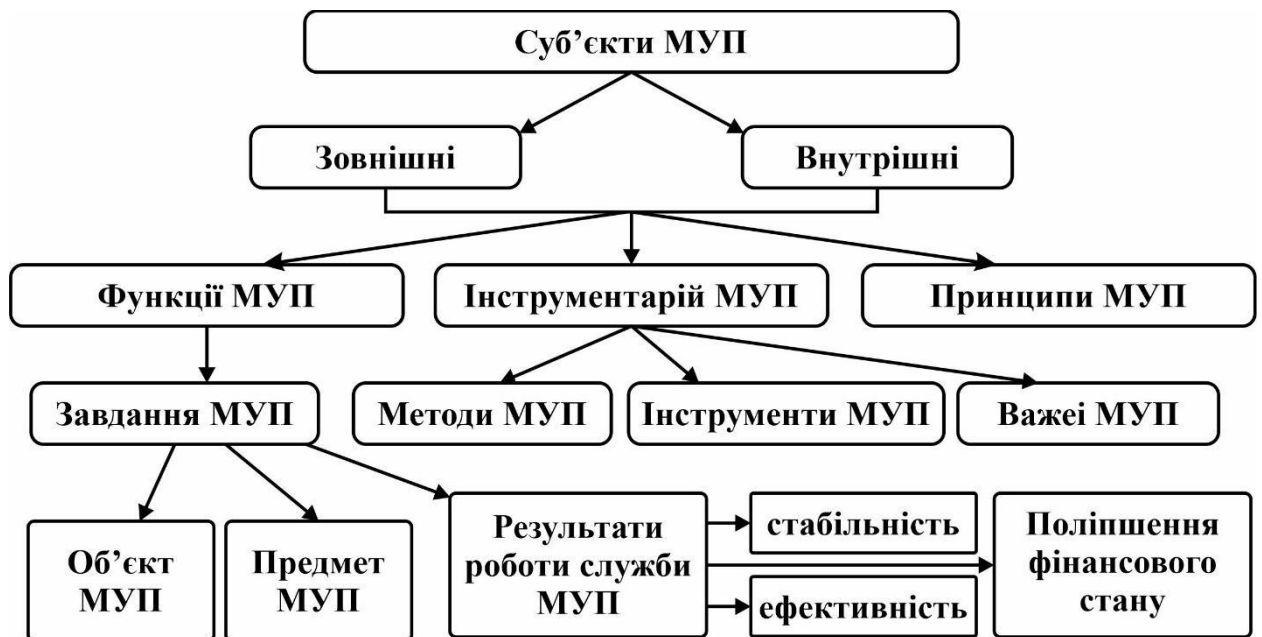 Суб’єкти МУП
Зовнішні
Внутрішні
Функції МУП
Інструментарій МУП
Принципи МУП
Завдання МУП
Методи МУП
Інструменти МУП
Важеі МУП
Об’єкт
МУП
Предмет
МУП
Результати
роботи служби
МУП
стабільність
ефективність
Поліпшення
фінансового
стану